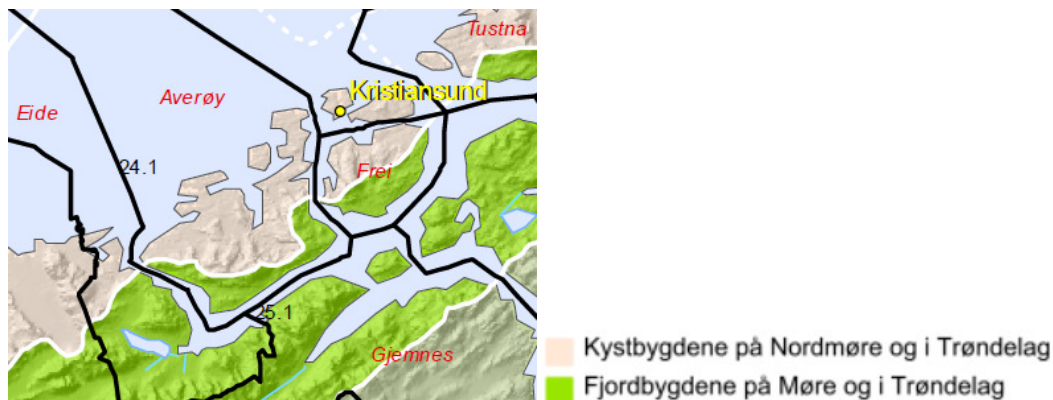 Tustna
Kristiansund
Averøy
Eide
24.1
Frei
25.1
Gjemnes
Kystbygdene på Nordmøre og i Trøndelag
Fjordbygdene på Møre og i Trøndelag